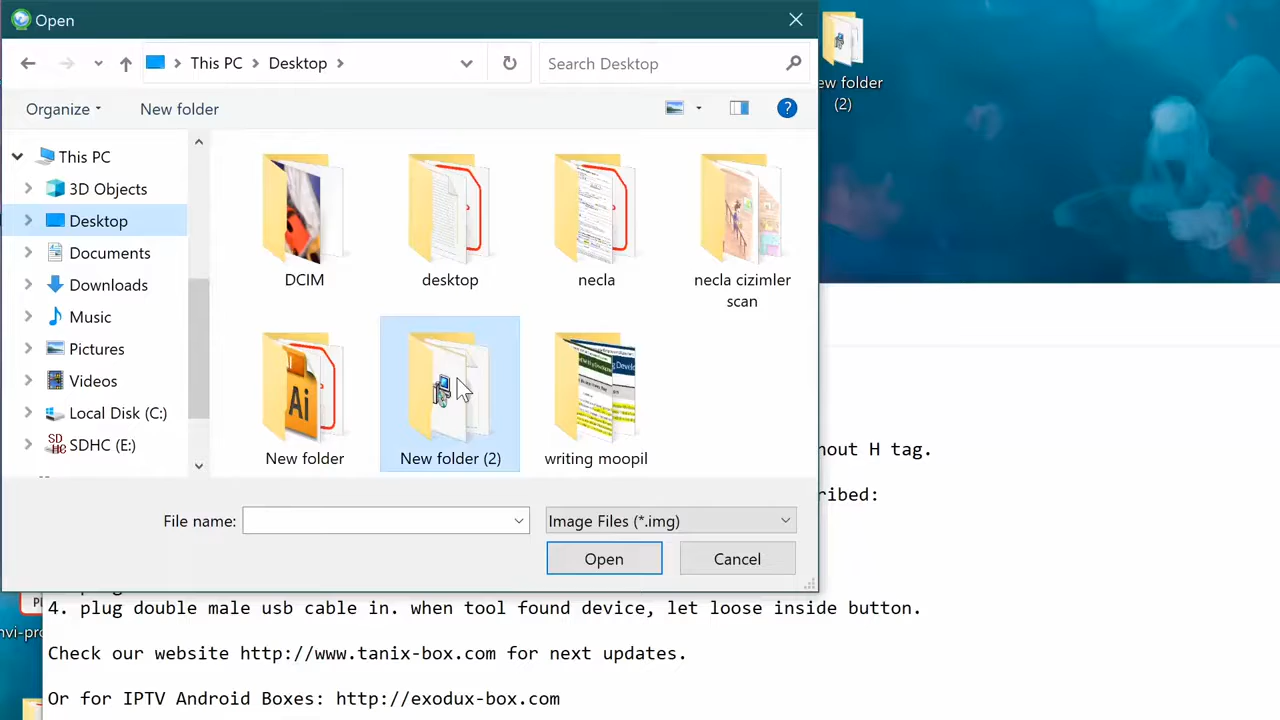 Open
This PC
Desktop
Search Desktop
Organize
New folder
This PC
3D Objects
Desktop
Documents
Downloads
Music
Pictures
Videos
Local Disk (C:)
SDHC (E:)
DCIM
desktop
necla
necla cizimler
scan
Ai
New folder
New folder (2)
writing moopil
File name:
Image Files (*.img)
Open
Cancel
ew folder
(2)
hout H tag.
ribed:
4. plug double male usb cable in. when tool found device, let loose inside button.
Check our website http://www.tanix-box.com for next updates.
Or for IPTV Android Boxes: http://exodux-box.com
nvi-pro